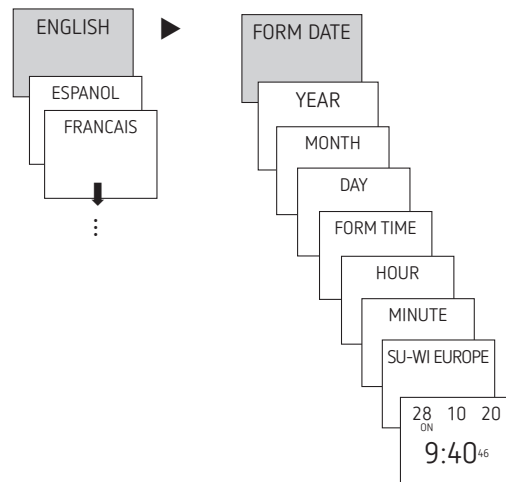 ENGLISH
ESPANOL
FRANCAIS
FORM DATE
YEAR
MONTH
DAY
FORM TIME
HOUR
MINUTE
SU-WI EUROPE
28 10 20
ON
9:40 46